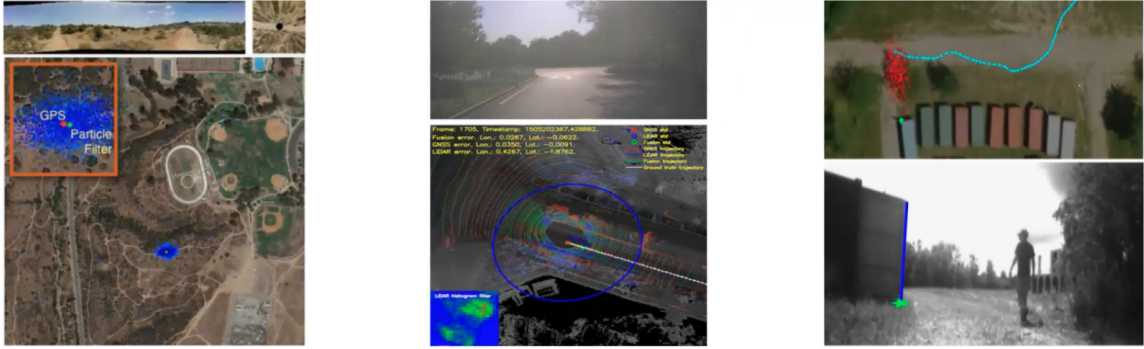 GPS
Particle
Filter
Frame: 1705, Timestamp: 1505202367.428862.
Fusion error. Lon.: 0.0287, Lat.: -0.0622.
GNSS error. Lon.: 0.0350, Lat.: -0.0091.
LiDAR error. Lon.: 0.4287, Lat.: -1.8762.
GNSS std
LiDAR std
Fusion std
GNSS trajectory
LiDAR trajectory
Fusion trajectory
Ground truth trajectory
LiDAR histogram filter